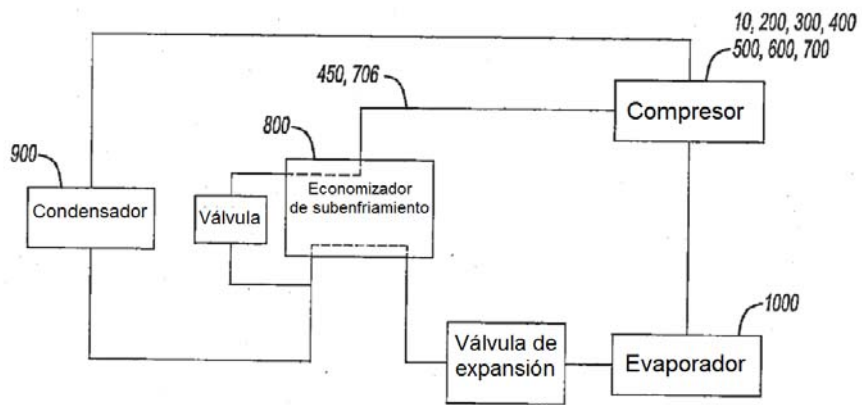 10, 200, 300, 400
500, 600, 700
450, 706
Compresor
800
900
Economizador
de subenfriamiento
Condensador
Válvula
1000
Válvula de
expansión
Evaporador